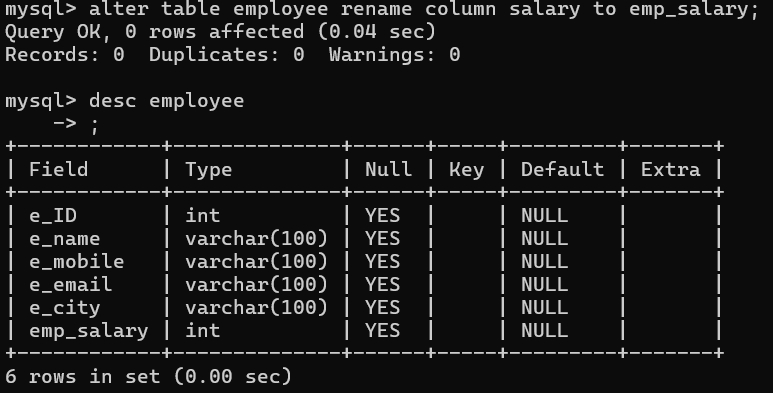 mysql> alter table employee rename column salary to emp_salary;
Query OK, 0 rows affected (0.04 sec)
Records: 0  Duplicates: 0  Warnings: 0

mysql> desc employee
    -> ;
+------------+--------------+------+-----+---------+-------+
| Field      | Type         | Null | Key | Default | Extra |
+------------+--------------+------+-----+---------+-------+
| e_ID       | int          | YES  |     | NULL    |       |
| e_name     | varchar(100) | YES  |     | NULL    |       |
| e_mobile   | varchar(100) | YES  |     | NULL    |       |
| e_email    | varchar(100) | YES  |     | NULL    |       |
| e_city     | varchar(100) | YES  |     | NULL    |       |
| emp_salary | int          | YES  |     | NULL    |       |
+------------+--------------+------+-----+---------+-------+
6 rows in set (0.00 sec)